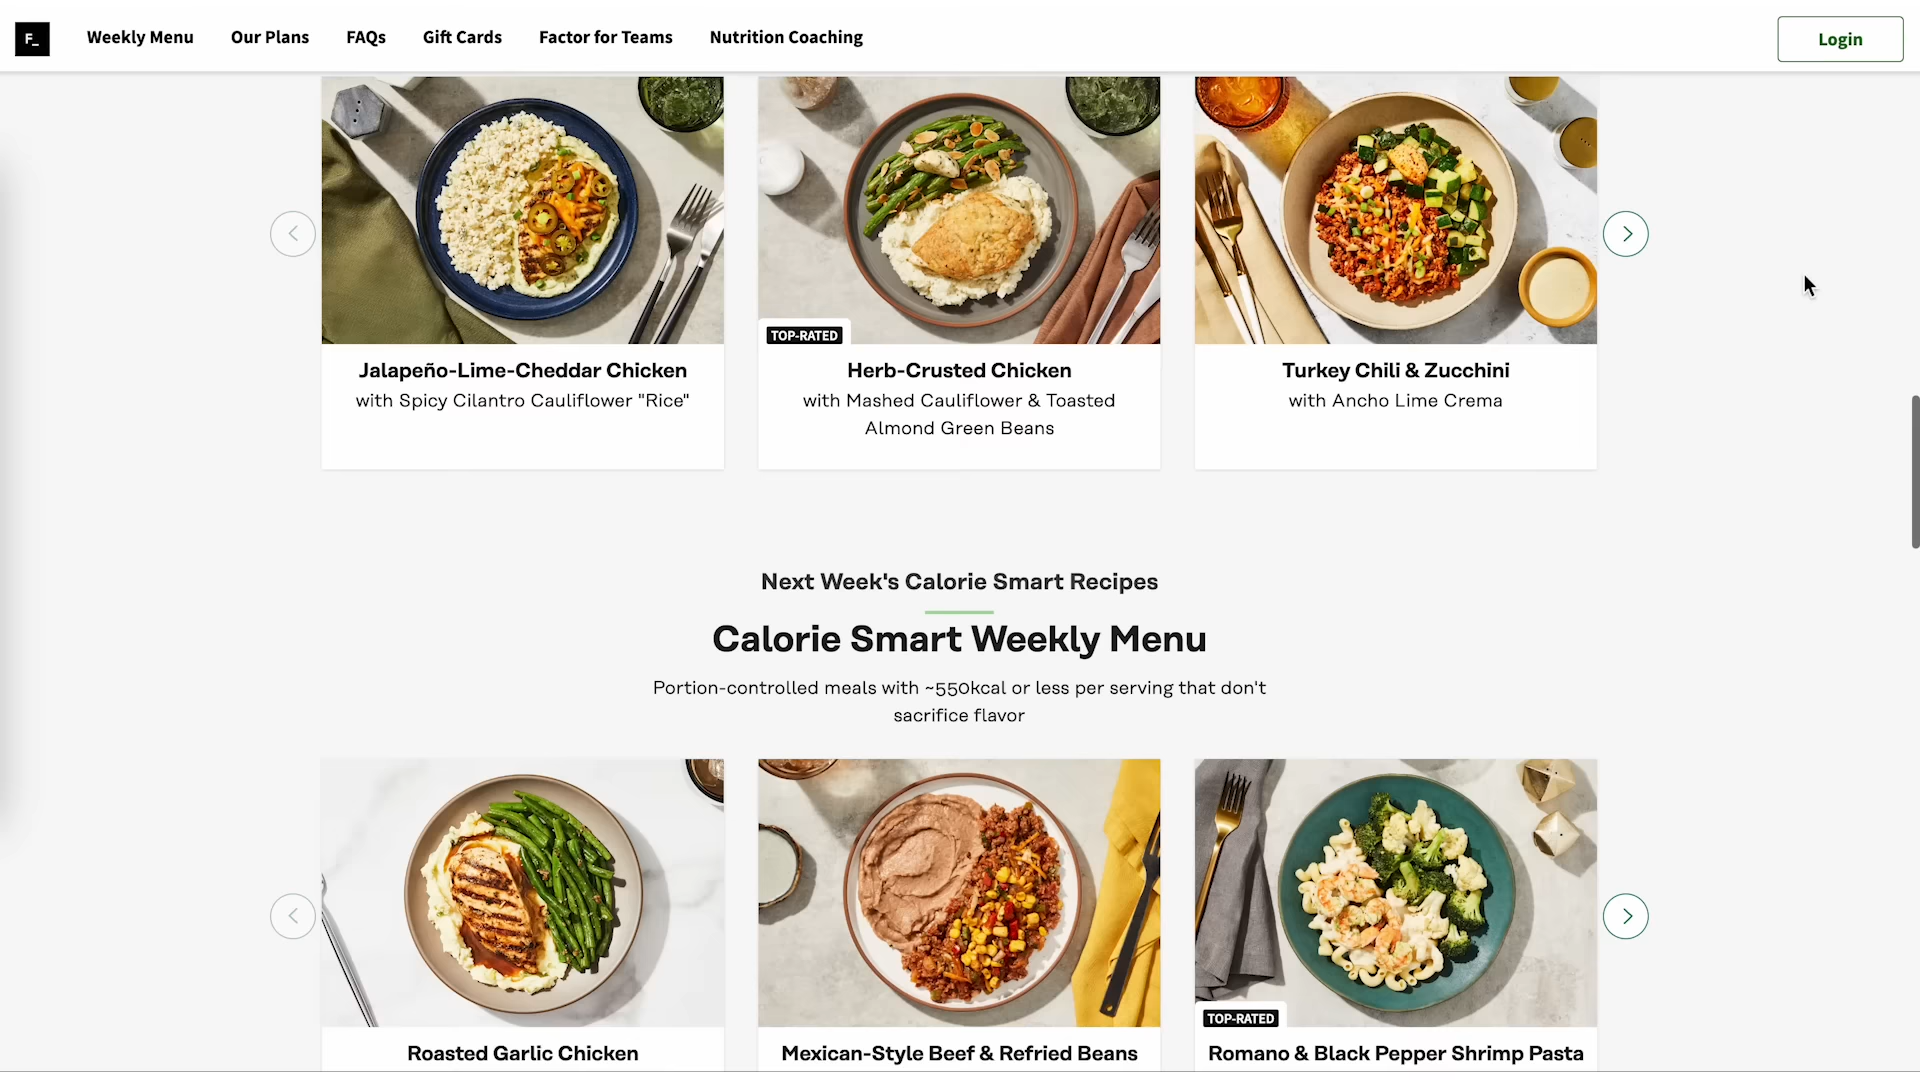 F_
Weekly Menu
Our Plans
FAQs
Gift Cards
Factor for Teams
Nutrition Coaching
Login
TOP-RATED
Jalapeño-Lime-Cheddar Chicken
with Spicy Cilantro Cauliflower "Rice"
Herb-Crusted Chicken
with Mashed Cauliflower & Toasted
Almond Green Beans
Turkey Chili & Zucchini
with Ancho Lime Crema
Next Week's Calorie Smart Recipes
Calorie Smart Weekly Menu
Portion-controlled meals with ~550kcal or less per serving that don't
sacrifice flavor
TOP-RATED
Roasted Garlic Chicken
Mexican-Style Beef & Refried Beans
Romano & Black Pepper Shrimp Pasta